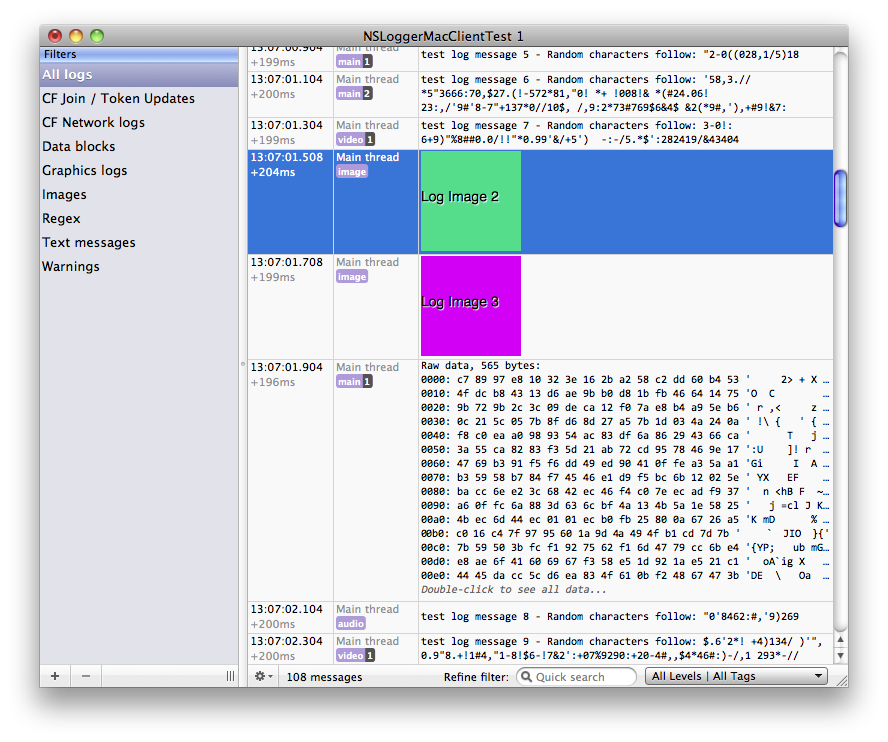 NSLoggerMacClientTest 1
Filters
All logs
CF Join / Token Updates
CF Network logs
Data blocks
Graphics logs
Images
Regex
Text messages
Warnings
13:07:00.904 Main thread
+199ms main 1 test log message 5 - Random characters follow: "2-0((028,1/5)18
13:07:01.104 Main thread test log message 6 - Random characters follow: '58,3.//
+200ms main 2 *5"3666:70,$27.(!-572*81,"0! *+ !008!& *(#24.06!
23:,/'9#'8-7"+137*0//10$, /,9:2*73#769$6&4$ &2(*9#,'),+#9!&7:
13:07:01.304 Main thread test log message 7 - Random characters follow: 3-0!:
+199ms video 1 6+9)"%8##0.0/!!"*0.99'&/+5') -:-/5.*$':282419/&43404
13:07:01.508 Main thread
+204ms image
Log Image 2
13:07:01.708 Main thread
+199ms image
Log Image 3
13:07:01.904 Main thread Raw data, 565 bytes:
+196ms main 1
0000: c7 89 97 e8 10 32 3e 16 2b a2 58 c2 dd 60 b4 53 ' 2> + X …
0010: 4f dc b8 43 13 d6 ae 9b b0 d8 1b fb 46 64 14 75 'O C …
0020: 9b 72 9b 2c 3c 09 de ca 12 f0 7a e8 b4 a9 5e b6 ' r ,< z …
0030: 0c 21 5c 05 7b 8f d6 8d 27 a5 7b 1d 03 4a 24 0a ' !\ { ' { …
0040: f8 c0 ea a0 98 93 54 ac 83 df 6a 86 29 43 66 ca ' T j …
0050: 3a 55 ca 82 83 f3 5d 21 ab 72 cd 95 78 46 9e 17 ':U ]! r …
0060: 47 69 b3 91 f5 f6 dd 49 ed 90 41 0f fe a3 5a a1 'Gi I A …
0070: b3 59 58 b7 84 f7 45 46 e1 d9 f5 bc 6b 12 02 5e ' YX EF …
0080: ba cc 6e e2 3c 68 42 ec 46 f4 c0 7e ec ad f9 37 ' n <hB F ~…
0090: a6 0f fc 6a 88 3d 63 6c bf 4a 13 4b 5a 1e 58 25 ' j =cl J K…
00a0: 4b ec 6d 44 ec 01 01 ec b0 fb 25 80 0a 67 26 a5 'K mD % …
00b0: c0 16 c4 7f 97 95 60 1a 9d 4a 49 4f b1 cd 7d 7b ' ` JIO }{'
00c0: 7b 59 50 3b fc f1 92 75 62 f1 6d 47 79 cc 6b e4 '{YP; ub mG…
00d0: e8 ae 6f 41 60 69 67 f3 58 e5 1d 92 1a e5 21 c1 ' oA`ig X …
00e0: 44 45 da cc 5c d6 ea 83 4f 61 0b f2 48 67 47 3b 'DE \ Oa …
Double-click to see all data...
13:07:02.104 Main thread
+200ms audio test log message 8 - Random characters follow: "0'8462:#,'9)269
13:07:02.304 Main thread test log message 9 - Random characters follow: $.6'2*! +4)134/ )'",
+200ms video 1 0.9"8.+!1#4,"1-8!$6-!7&2':+07%9290:+20-4#,,$4*46#:)-/,1 293*-//
108 messages
Refine filter:
Quick search
All Levels | All Tags